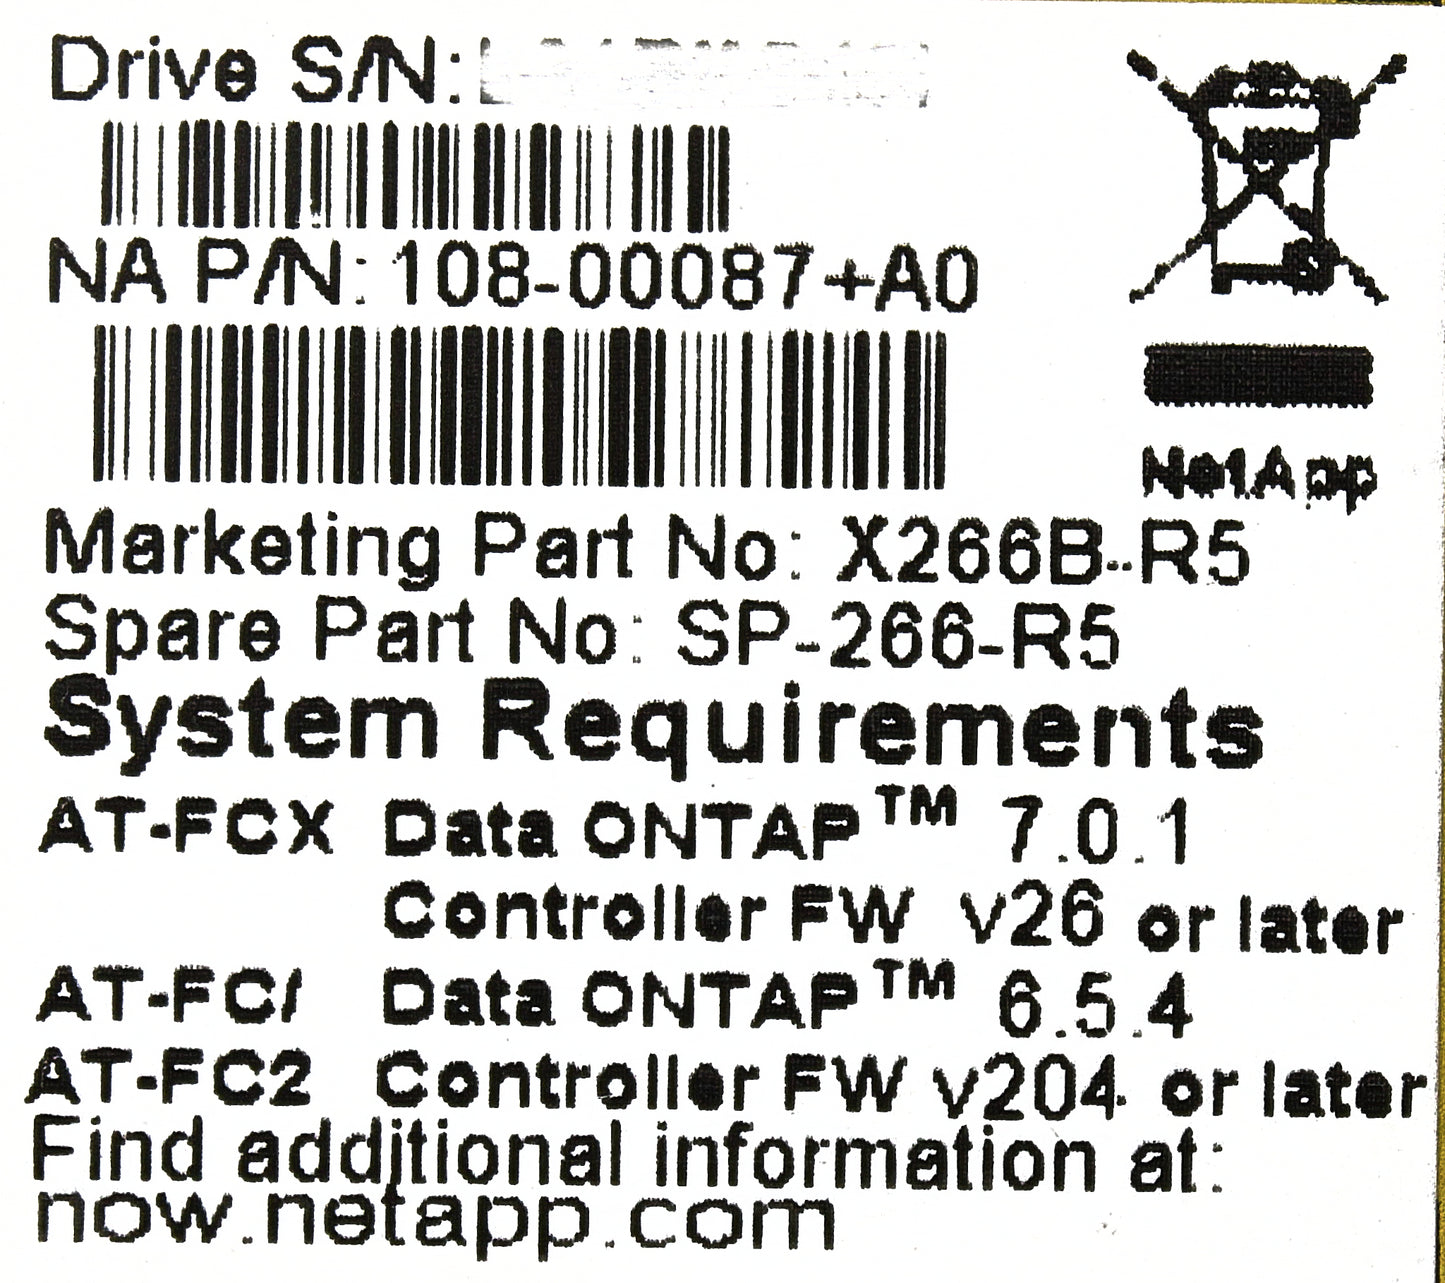 Drive S/N:
NA P/N: 108-00087+A0
NetApp
Marketing Part No: X266B-R5
Spare Part No: SP-266-R5
System Requirements
AT-FCX Data ONTAP™ 7.0.1
Controller FW v26 or later
AT-FC/ Data ONTAP™ 6.5.4
AT-FC2 Controller FW v204 or later
Find additional information at:
now.netapp.com